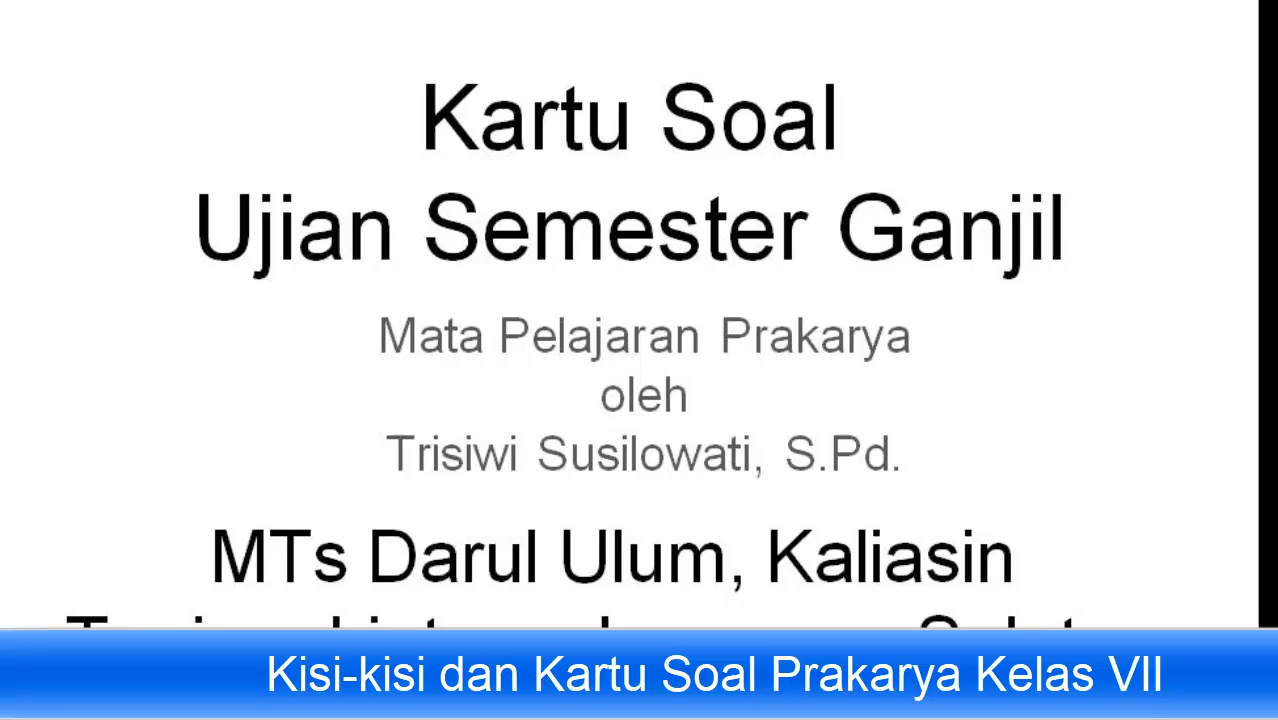 Kartu Soal
Ujian Semester Ganjil
Mata Pelajaran Prakarya
oleh
Trisiwi Susilowati, S.Pd.
MTs Darul Ulum, Kaliasin
Kisi-kisi dan Kartu Soal Prakarya Kelas VII